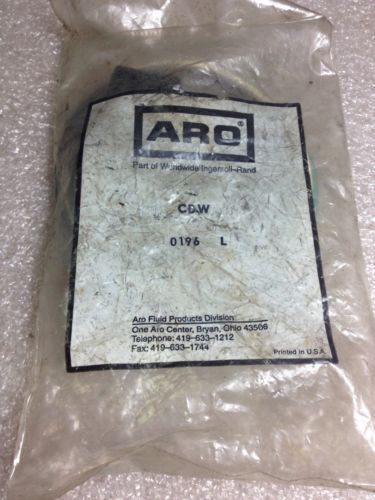 ARO®
Part of Worldwide Ingersoll-Rand
CDW
0196 L
Aro Fluid Products Division
One Aro Center, Bryan, Ohio 43506
Telephone: 419-633-1212
Fax: 419-633-1744
Printed in U.S.A.